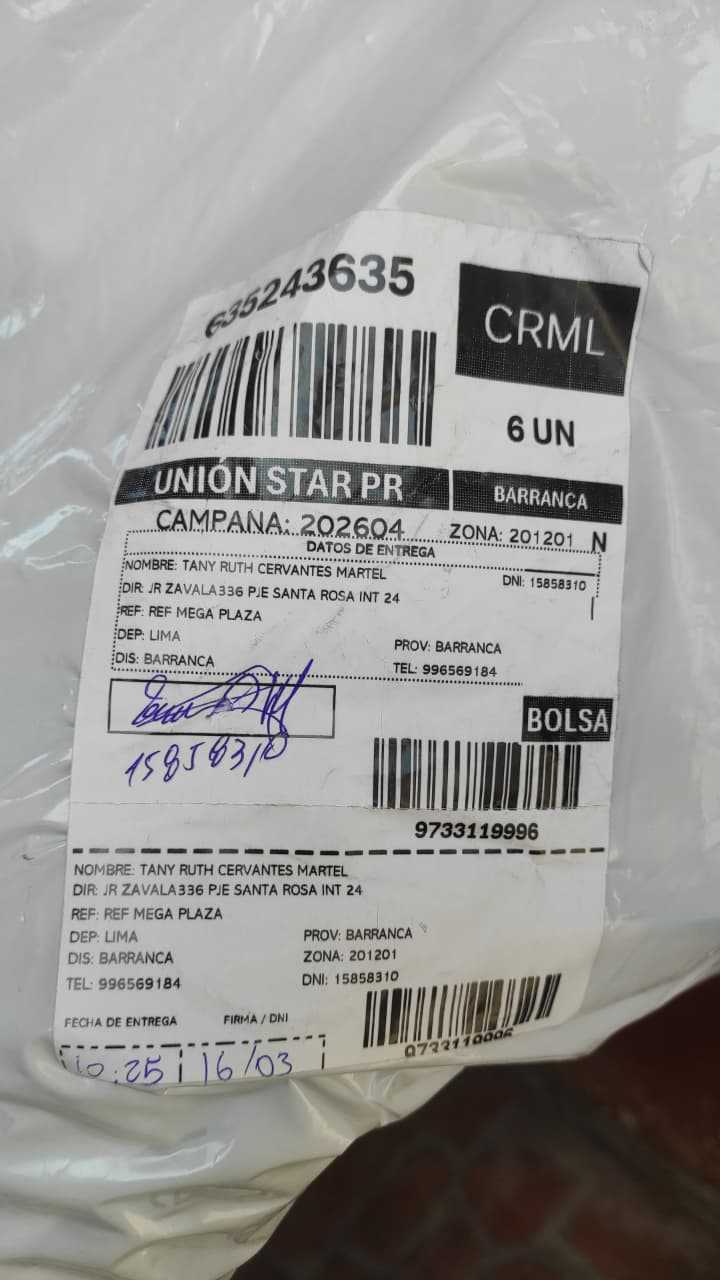 635243635
CRML
6 UN
UNIÓN STAR PR
BARRANCA
CAMPAÑA: 202604 ZONA: 201201 N
DATOS DE ENTREGA
NOMBRE: TANY RUTH CERVANTES MARTEL DNI: 15858310
DIR: JR ZAVALA336 PJE SANTA ROSA INT 24
REF: REF MEGA PLAZA
DEP: LIMA PROV: BARRANCA
DIS: BARRANCA TEL: 996569184
BOLSA
15858310
9733119996
NOMBRE: TANY RUTH CERVANTES MARTEL
DIR: JR ZAVALA336 PJE SANTA ROSA INT 24
REF: REF MEGA PLAZA
DEP: LIMA PROV: BARRANCA
DIS: BARRANCA ZONA: 201201
TEL: 996569184 DNI: 15858310
FECHA DE ENTREGA FIRMA / DNI
10:25 16/03
9733119996